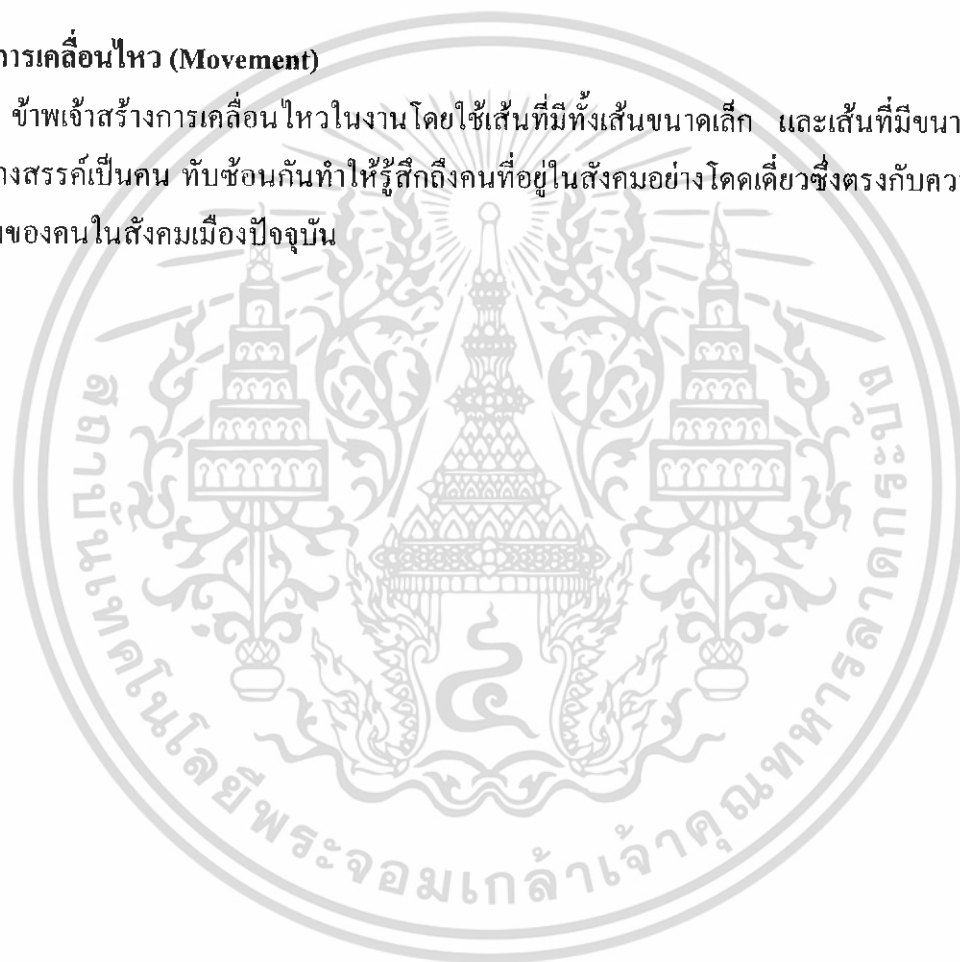 การเคลื่อนไหว (Movement)
ข้าพเจ้าสร้างการเคลื่อนไหวในงานโดยใช้เส้นที่มีทั้งเส้นขนาดเล็ก และเส้นที่มีขนา
างสรรค์เป็นคน ทับซ้อนกันทำให้รู้สึกถึงคนที่อยู่ในสังคมอย่างโดดเดี่ยวซึ่งตรงกับควา
ของคนในสังคมเมืองปัจจุบัน
๔
สถาบันเทคโนโลยีพระจอมเกล้าเจ้าคุณทหารลาดกระบัง